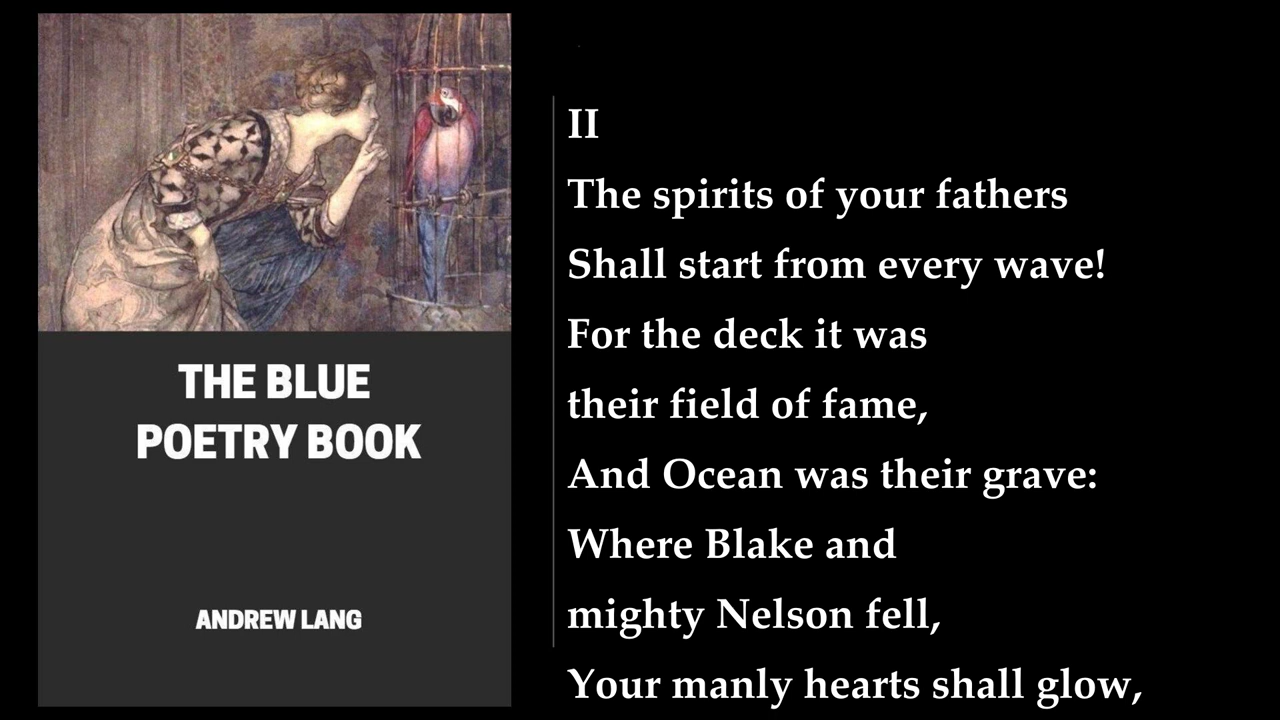 THE BLUE
POETRY BOOK
ANDREW LANG
II
The spirits of your fathers
Shall start from every wave!
For the deck it was
their field of fame,
And Ocean was their grave:
Where Blake and
mighty Nelson fell,
Your manly hearts shall glow,